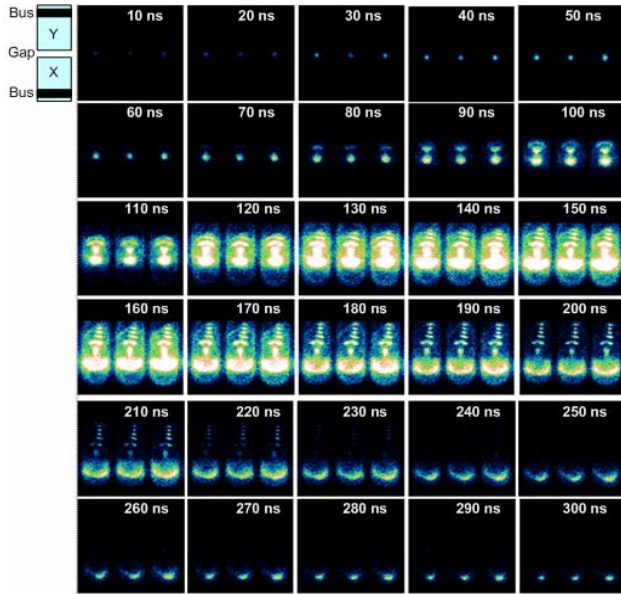 Bus
Y
Gap
X
Bus
10 ns
20 ns
30 ns
40 ns
50 ns
60 ns
70 ns
80 ns
90 ns
100 ns
110 ns
120 ns
130 ns
140 ns
150 ns
160 ns
170 ns
180 ns
190 ns
200 ns
210 ns
220 ns
230 ns
240 ns
250 ns
260 ns
270 ns
280 ns
290 ns
300 ns